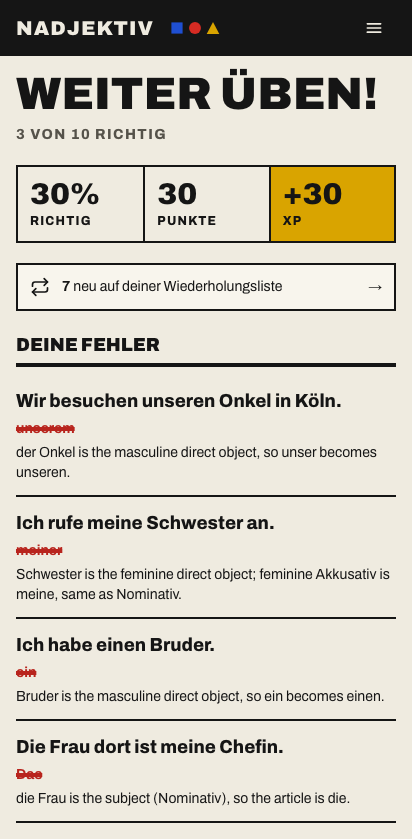 NADJEKTIV
WEITER ÜBEN!
3 VON 10 RICHTIG
30%
RICHTIG
30
PUNKTE
+30
XP
7 neu auf deiner Wiederholungsliste →
DEINE FEHLER
Wir besuchen unseren Onkel in Köln.
unserem
der Onkel is the masculine direct object, so unser becomes
unseren.
Ich rufe meine Schwester an.
meiner
Schwester is the feminine direct object; feminine Akkusativ is
meine, same as Nominativ.
Ich habe einen Bruder.
ein
Bruder is the masculine direct object, so ein becomes einen.
Die Frau dort ist meine Chefin.
Das
die Frau is the subject (Nominativ), so the article is die.